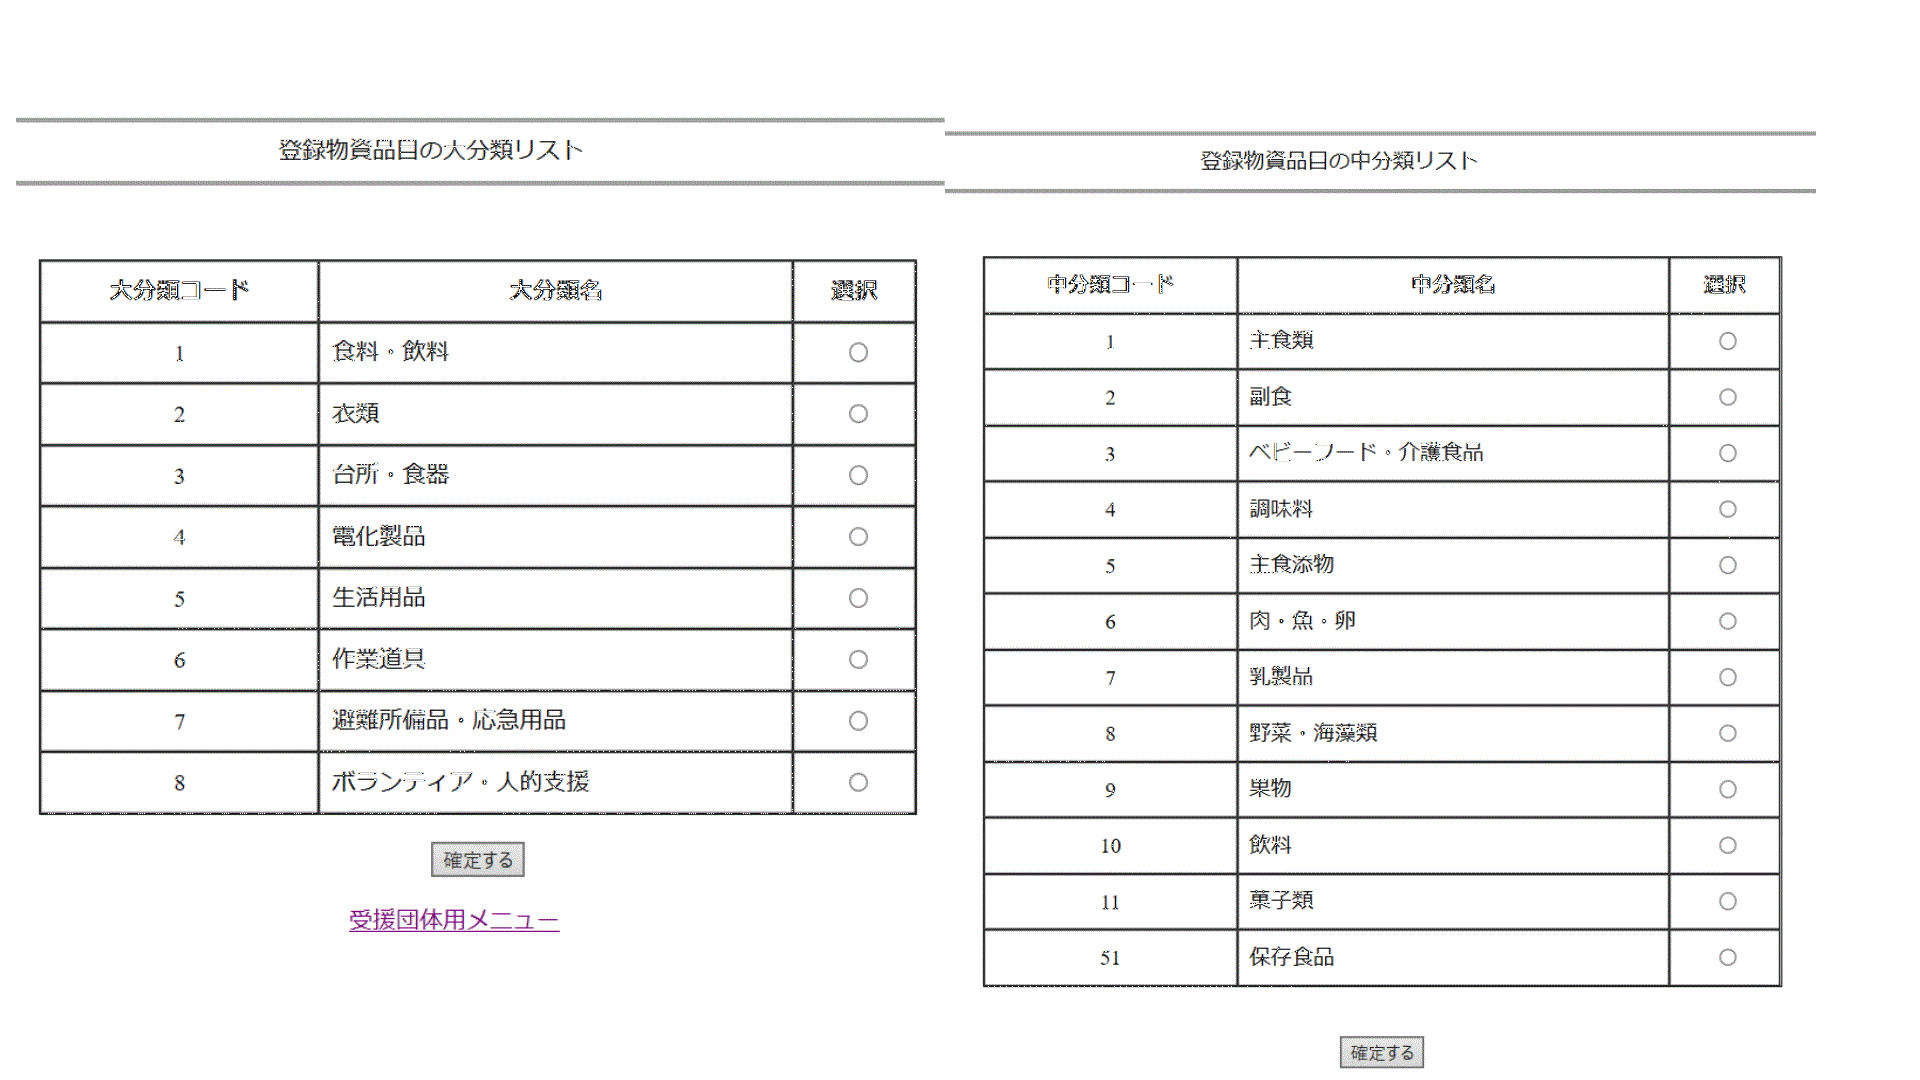 登録物資品目の大分類リスト
大分類コード 大分類名 選択
1 食料・飲料
2 衣類
3 台所・食器
4 電化製品
5 生活用品
6 作業道具
7 避難所備品・応急用品
8 ボランティア・人的支援
確定する
受援団体用メニュー
登録物資品目の中分類リスト
中分類コード 中分類名 選択
1 主食類
2 副食
3 ベビーフード・介護食品
4 調味料
5 主食添物
6 肉・魚・卵
7 乳製品
8 野菜・海藻類
9 果物
10 飲料
11 菓子類
51 保存食品
確定する